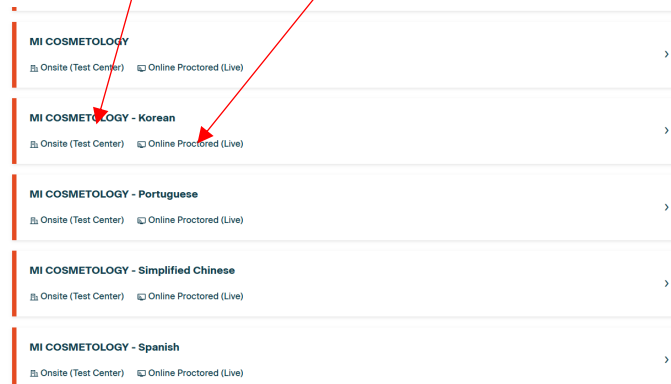 MI COSMETOLOGY
Onsite (Test Center) Online Proctored (Live)
MI COSMETOLOGY - Korean
Onsite (Test Center) Online Proctored (Live)
MI COSMETOLOGY - Portuguese
Onsite (Test Center) Online Proctored (Live)
MI COSMETOLOGY - Simplified Chinese
Onsite (Test Center) Online Proctored (Live)
MI COSMETOLOGY - Spanish
Onsite (Test Center) Online Proctored (Live)